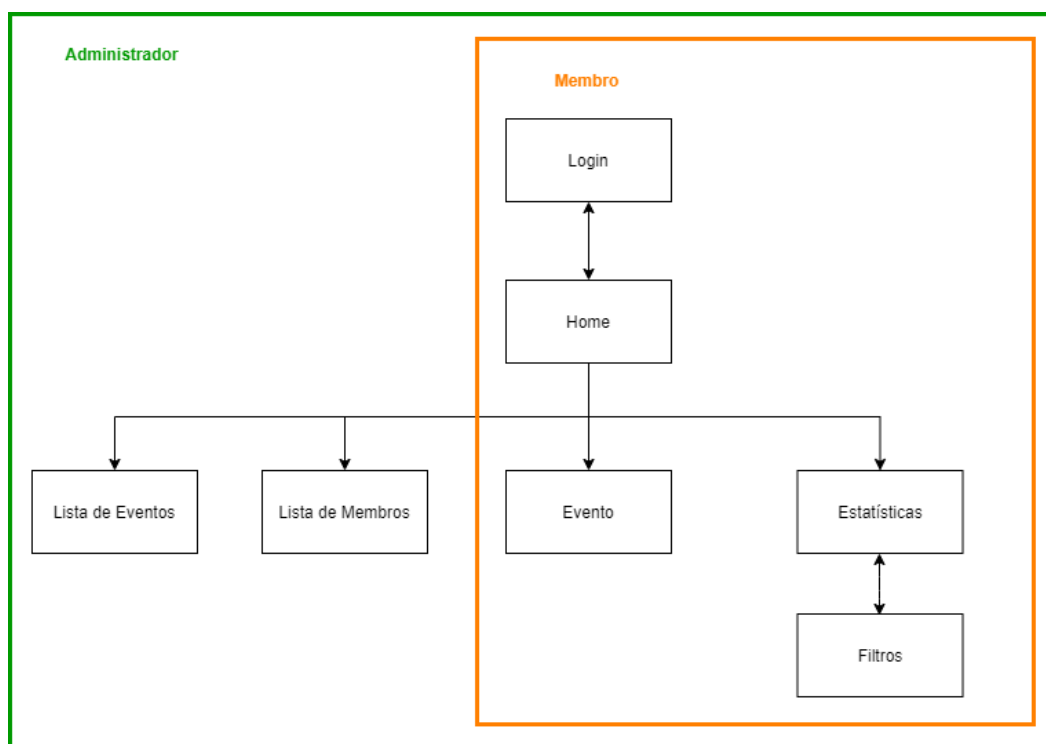 Administrador
Membro
Login
Home
Lista de Eventos
Lista de Membros
Evento
Estatísticas
Filtros